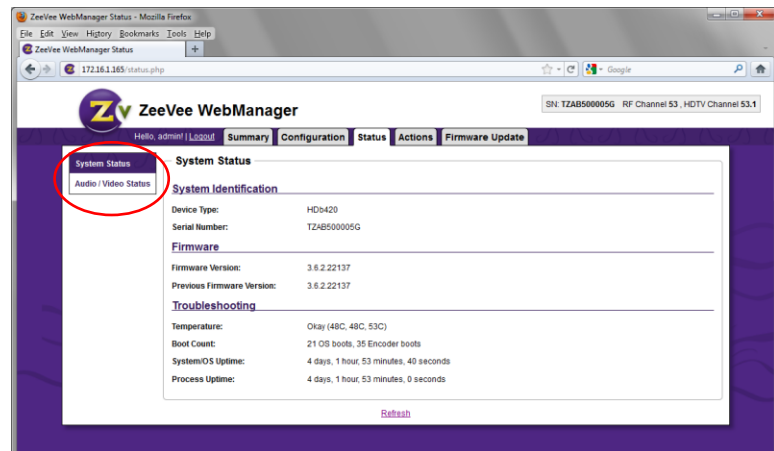 ZeeVee WebManager Status - Mozilla Firefox
File Edit View History Bookmarks Tools Help
ZeeVee WebManager Status +
172.16.1.165/status.php Google
Zv ZeeVee WebManager
SN: TZAB500005G RF Channel 53 , HDTV Channel 53.1
Hello, admin! | Logout Summary Configuration Status Actions Firmware Update
System Status
Audio / Video Status
System Status
System Identification
Device Type: HDb420
Serial Number: TZAB500005G
Firmware
Firmware Version: 3.6.2.22137
Previous Firmware Version: 3.6.2.22137
Troubleshooting
Temperature: Okay (48C, 48C, 53C)
Boot Count: 21 OS boots, 35 Encoder boots
System/OS Uptime: 4 days, 1 hour, 53 minutes, 40 seconds
Process Uptime: 4 days, 1 hour, 53 minutes, 0 seconds
Refresh